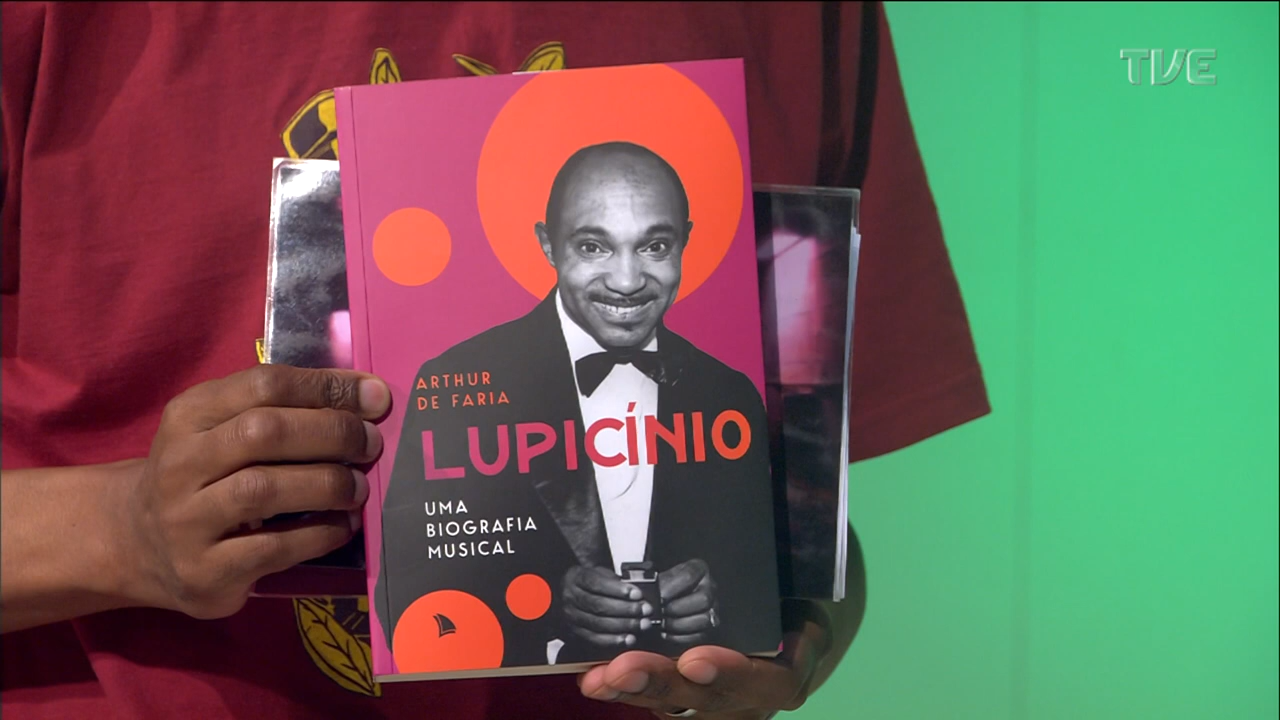 TVE
ARTHUR
DE FARIA
LUPICÍNIO
UMA
BIOGRAFIA
MUSICAL